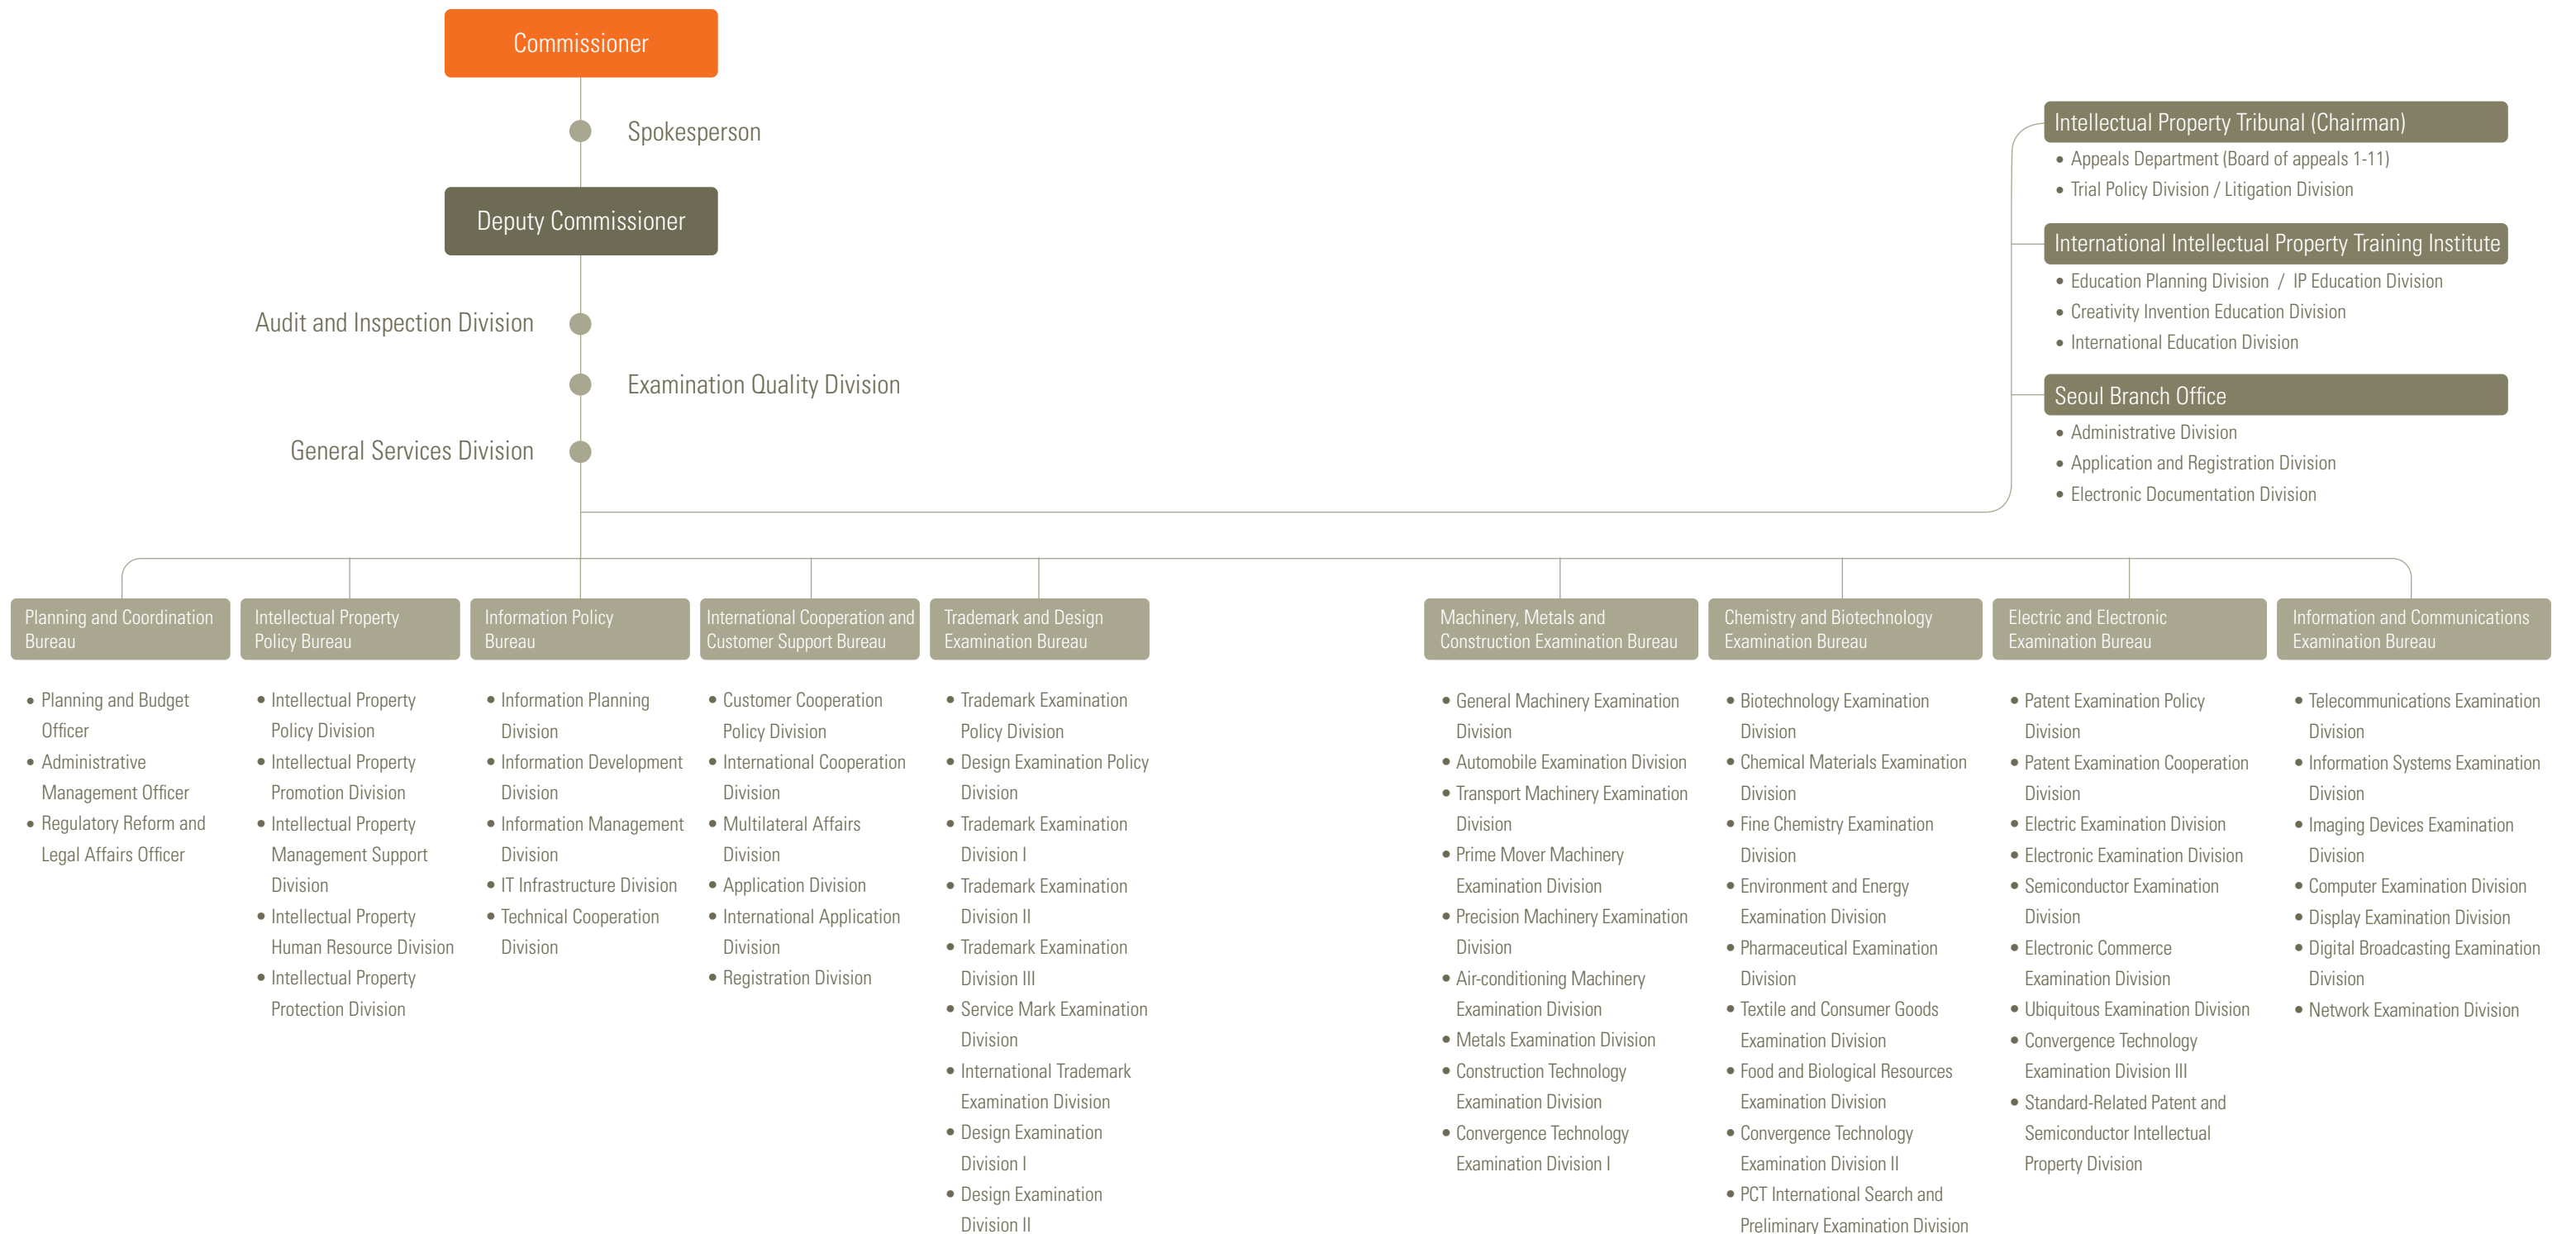 Commissioner
Spokesperson
Deputy Commissioner
Audit and Inspection Division
Examination Quality Division
General Services Division
Intellectual Property Tribunal (Chairman)
• Appeals Department (Board of appeals 1-11)
• Trial Policy Division / Litigation Division
International Intellectual Property Training Institute
• Education Planning Division / IP Education Division
• Creativity Invention Education Division
• International Education Division
Seoul Branch Office
• Administrative Division
• Application and Registration Division
• Electronic Documentation Division
Planning and Coordination
Bureau
• Planning and Budget
Officer
• Administrative
Management Officer
• Regulatory Reform and
Legal Affairs Officer
Intellectual Property
Policy Bureau
• Intellectual Property
Policy Division
• Intellectual Property
Promotion Division
• Intellectual Property
Management Support
Division
• Intellectual Property
Human Resource Division
• Intellectual Property
Protection Division
Information Policy
Bureau
• Information Planning
Division
• Information Development
Division
• Information Management
Division
• IT Infrastructure Division
• Technical Cooperation
Division
International Cooperation and
Customer Support Bureau
• Customer Cooperation
Policy Division
• International Cooperation
Division
• Multilateral Affairs
Division
• Application Division
• International Application
Division
• Registration Division
Trademark and Design
Examination Bureau
• Trademark Examination
Policy Division
• Design Examination Policy
Division
• Trademark Examination
Division I
• Trademark Examination
Division II
• Trademark Examination
Division III
• Service Mark Examination
Division
• International Trademark
Examination Division
• Design Examination
Division I
• Design Examination
Division II
Machinery, Metals and
Construction Examination Bureau
• General Machinery Examination
Division
• Automobile Examination Division
• Transport Machinery Examination
Division
• Prime Mover Machinery
Examination Division
• Precision Machinery Examination
Division
• Air-conditioning Machinery
Examination Division
• Metals Examination Division
• Construction Technology
Examination Division
• Convergence Technology
Examination Division I
Chemistry and Biotechnology
Examination Bureau
• Biotechnology Examination
Division
• Chemical Materials Examination
Division
• Fine Chemistry Examination
Division
• Environment and Energy
Examination Division
• Pharmaceutical Examination
Division
• Textile and Consumer Goods
Examination Division
• Food and Biological Resources
Examination Division
• Convergence Technology
Examination Division II
• PCT International Search and
Preliminary Examination Division
Electric and Electronic
Examination Bureau
• Patent Examination Policy
Division
• Patent Examination Cooperation
Division
• Electric Examination Division
• Electronic Examination Division
• Semiconductor Examination
Division
• Electronic Commerce
Examination Division
• Ubiquitous Examination Division
• Convergence Technology
Examination Division III
• Standard-Related Patent and
Semiconductor Intellectual
Property Division
Information and Communications
Examination Bureau
• Telecommunications Examination
Division
• Information Systems Examination
Division
• Imaging Devices Examination
Division
• Computer Examination Division
• Display Examination Division
• Digital Broadcasting Examination
Division
• Network Examination Division